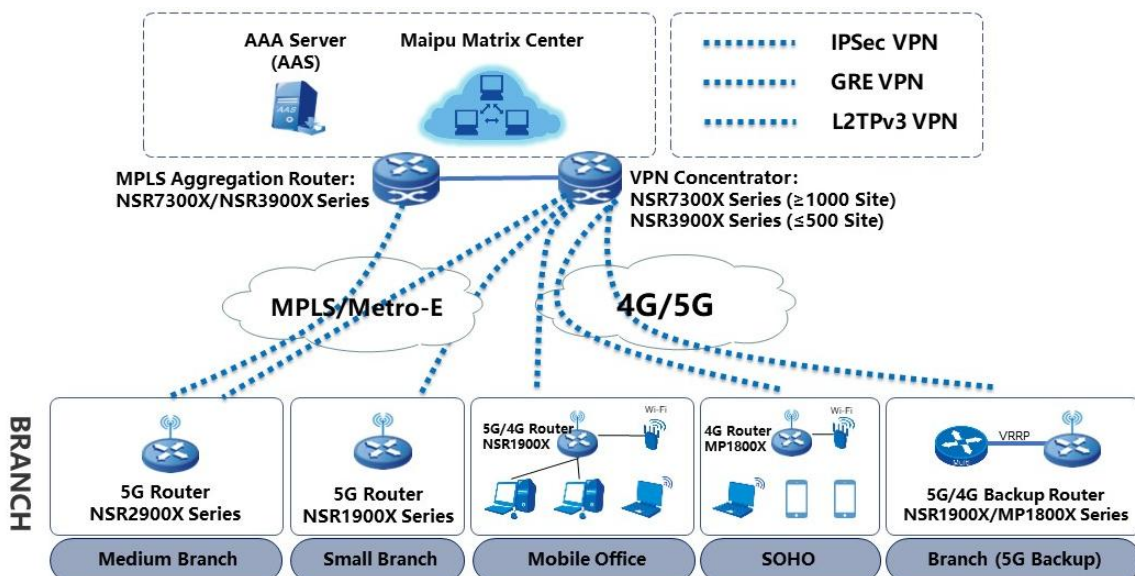 AAA Server
(AAS)
Maipu Matrix Center
IPSec VPN
GRE VPN
L2TPv3 VPN
AAS
MPLS Aggregation Router:
NSR7300X/NSR3900X Series
VPN Concentrator:
NSR7300X Series (≥1000 Site)
NSR3900X Series (≤500 Site)
MPLS/Metro-E
4G/5G
BRANCH
5G Router
NSR2900X Series
Medium Branch
5G Router
NSR1900X Series
Small Branch
Wi-Fi
5G/4G Router
NSR1900X
Mobile Office
Wi-Fi
4G Router
MP1800X
SOHO
VRRP
5G/4G Backup Router
NSR1900X/MP1800X Series
Branch (5G Backup)